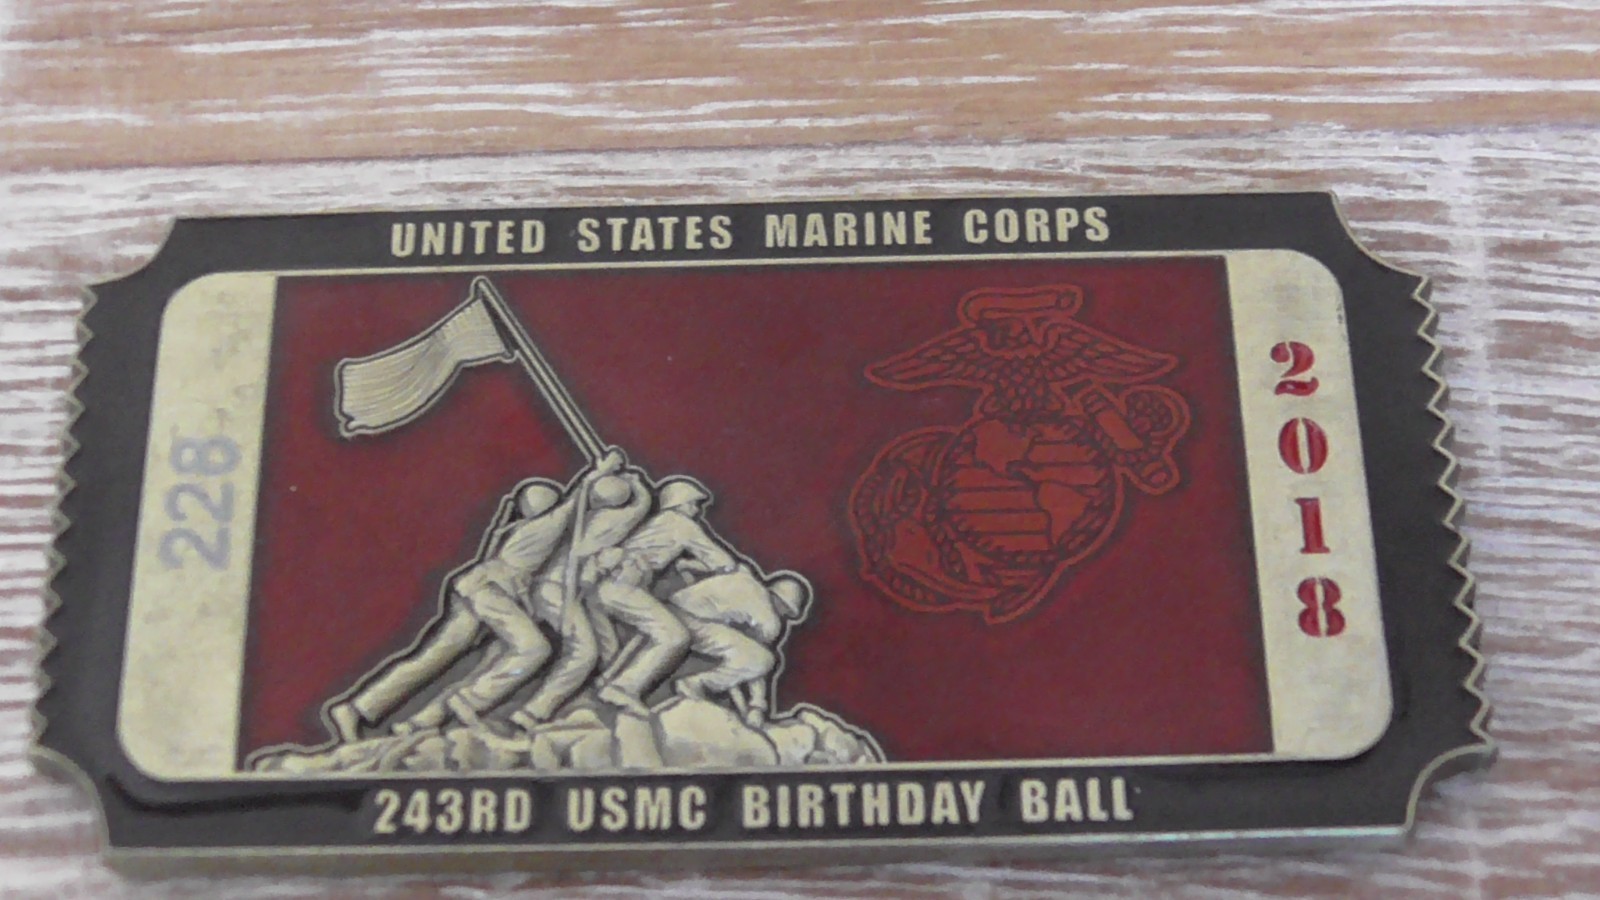 UNITED STATES MARINE CORPS
228
2018
243RD USMC BIRTHDAY BALL